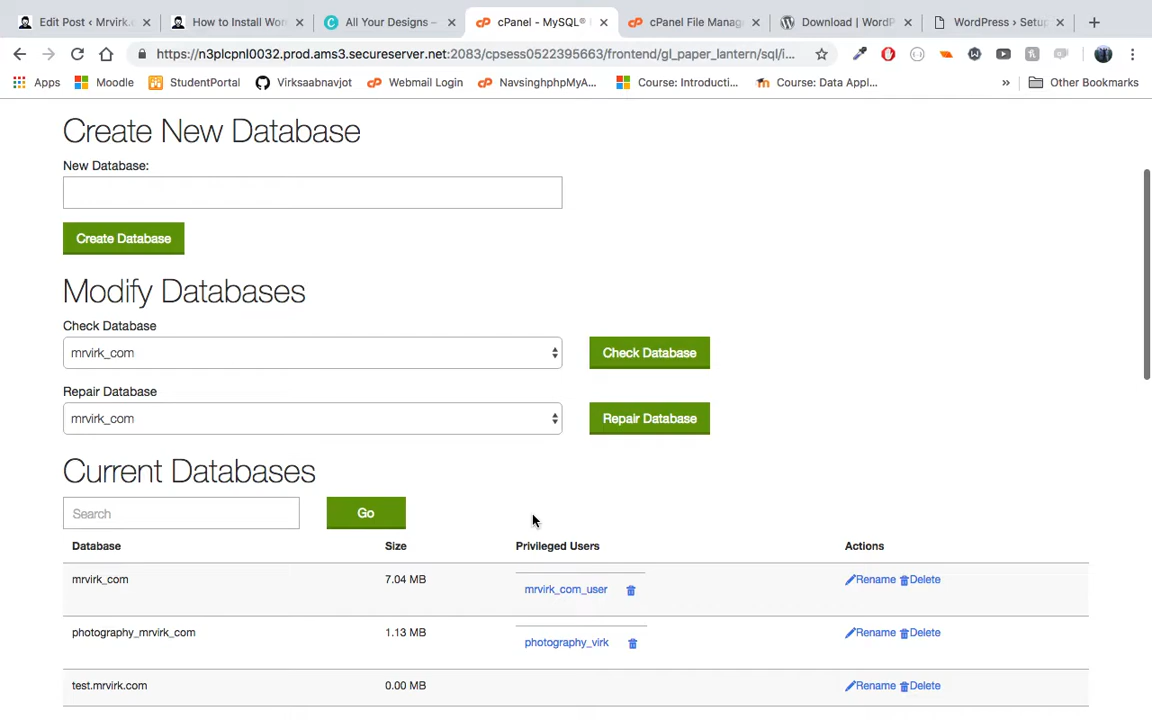 Edit Post ‹ Mrvirk.c
How to Install Wor
All Your Designs –
cPanel - MySQL®
cPanel File Manag
Download | WordP
WordPress › Setup
https://n3plcpnl0032.prod.ams3.secureserver.net:2083/cpsess0522395663/frontend/gl_paper_lantern/sql/i...
Apps
Moodle
StudentPortal
Virksaabnavjot
Webmail Login
NavsinghphpMyA...
Course: Introducti...
Course: Data Appl...
»
Other Bookmarks
Create New Database
New Database:
Create Database
Modify Databases
Check Database
mrvirk_com
Check Database
Repair Database
mrvirk_com
Repair Database
Current Databases
Search
Go
Database Size Privileged Users Actions
mrvirk_com 7.04 MB mrvirk_com_user Rename Delete
photography_mrvirk_com 1.13 MB photography_virk Rename Delete
test.mrvirk.com 0.00 MB Rename Delete